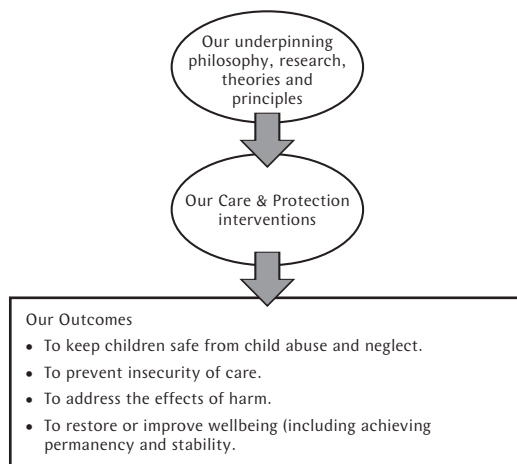 Our underpinning
philosophy, research,
theories and
principles
Our Care & Protection
interventions
Our Outcomes
• To keep children safe from child abuse and neglect.
• To prevent insecurity of care.
• To address the effects of harm.
• To restore or improve wellbeing (including achieving
permanency and stability.